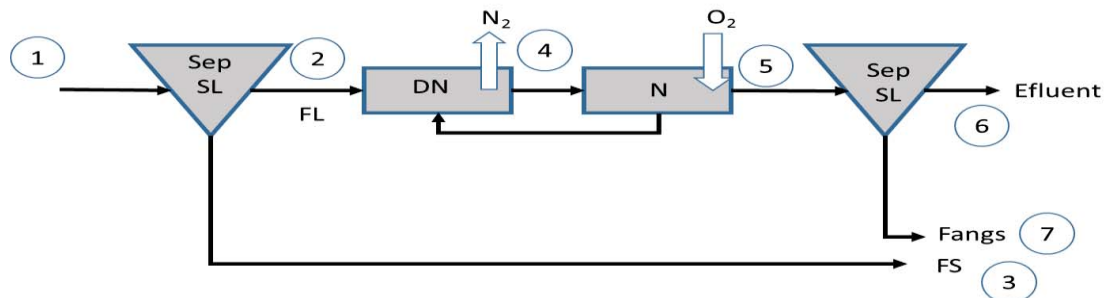 N₂
O₂
1
Sep
SL
2
4
5
Sep
SL
DN
N
Efluent
FL
6
Fangs
7
FS
3